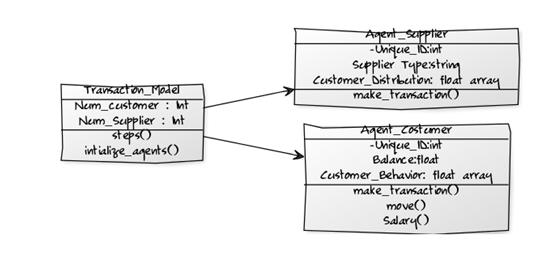 Transaction_Model
Num_customer : Int
Num_Supplier : Int
steps()
intialize_agents()
Agent_Supplier
-Unique_ID:int
Supplier Type:string
Customer_Distribution: float array
make_transaction()
Agent_Costumer
-Unique_ID:int
Balance:float
Customer_Behavior: float array
make_transaction()
move()
Salary()